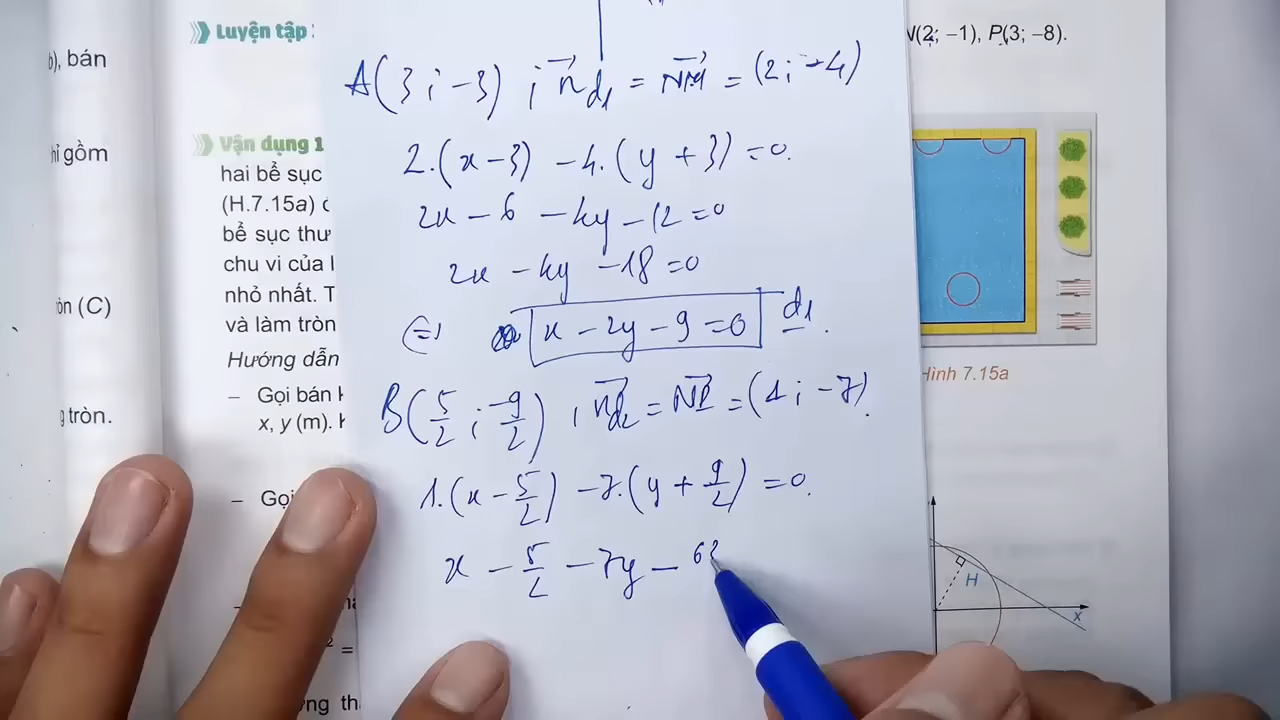 Luyện tập
N(2; −1), P(3; −8).
b), bán
hỉ gồm
òn (C)
g tròn.
Vận dụng 1
hai bể sục
(H.7.15a)
bể sục thư
chu vi của
nhỏ nhất. T
và làm tròn
Hướng dẫn
– Gọi bán k
x, y (m).
– Gọi
Hình 7.15a
H
x
A(3; −3) ; n⃗d₁ = NM⃗ = (2; −4)
2.(x − 3) − 4.(y + 3) = 0.
2x − 6 − 4y − 12 = 0
2x − 4y − 18 = 0
⇔ x − 2y − 9 = 0 d₁.
B(5/2; −9/2) ; n⃗d₂ = NP⃗ = (1; −7).
1.(x − 5/2) − 7.(y + 9/2) = 0.
x − 5/2 − 7y − 63